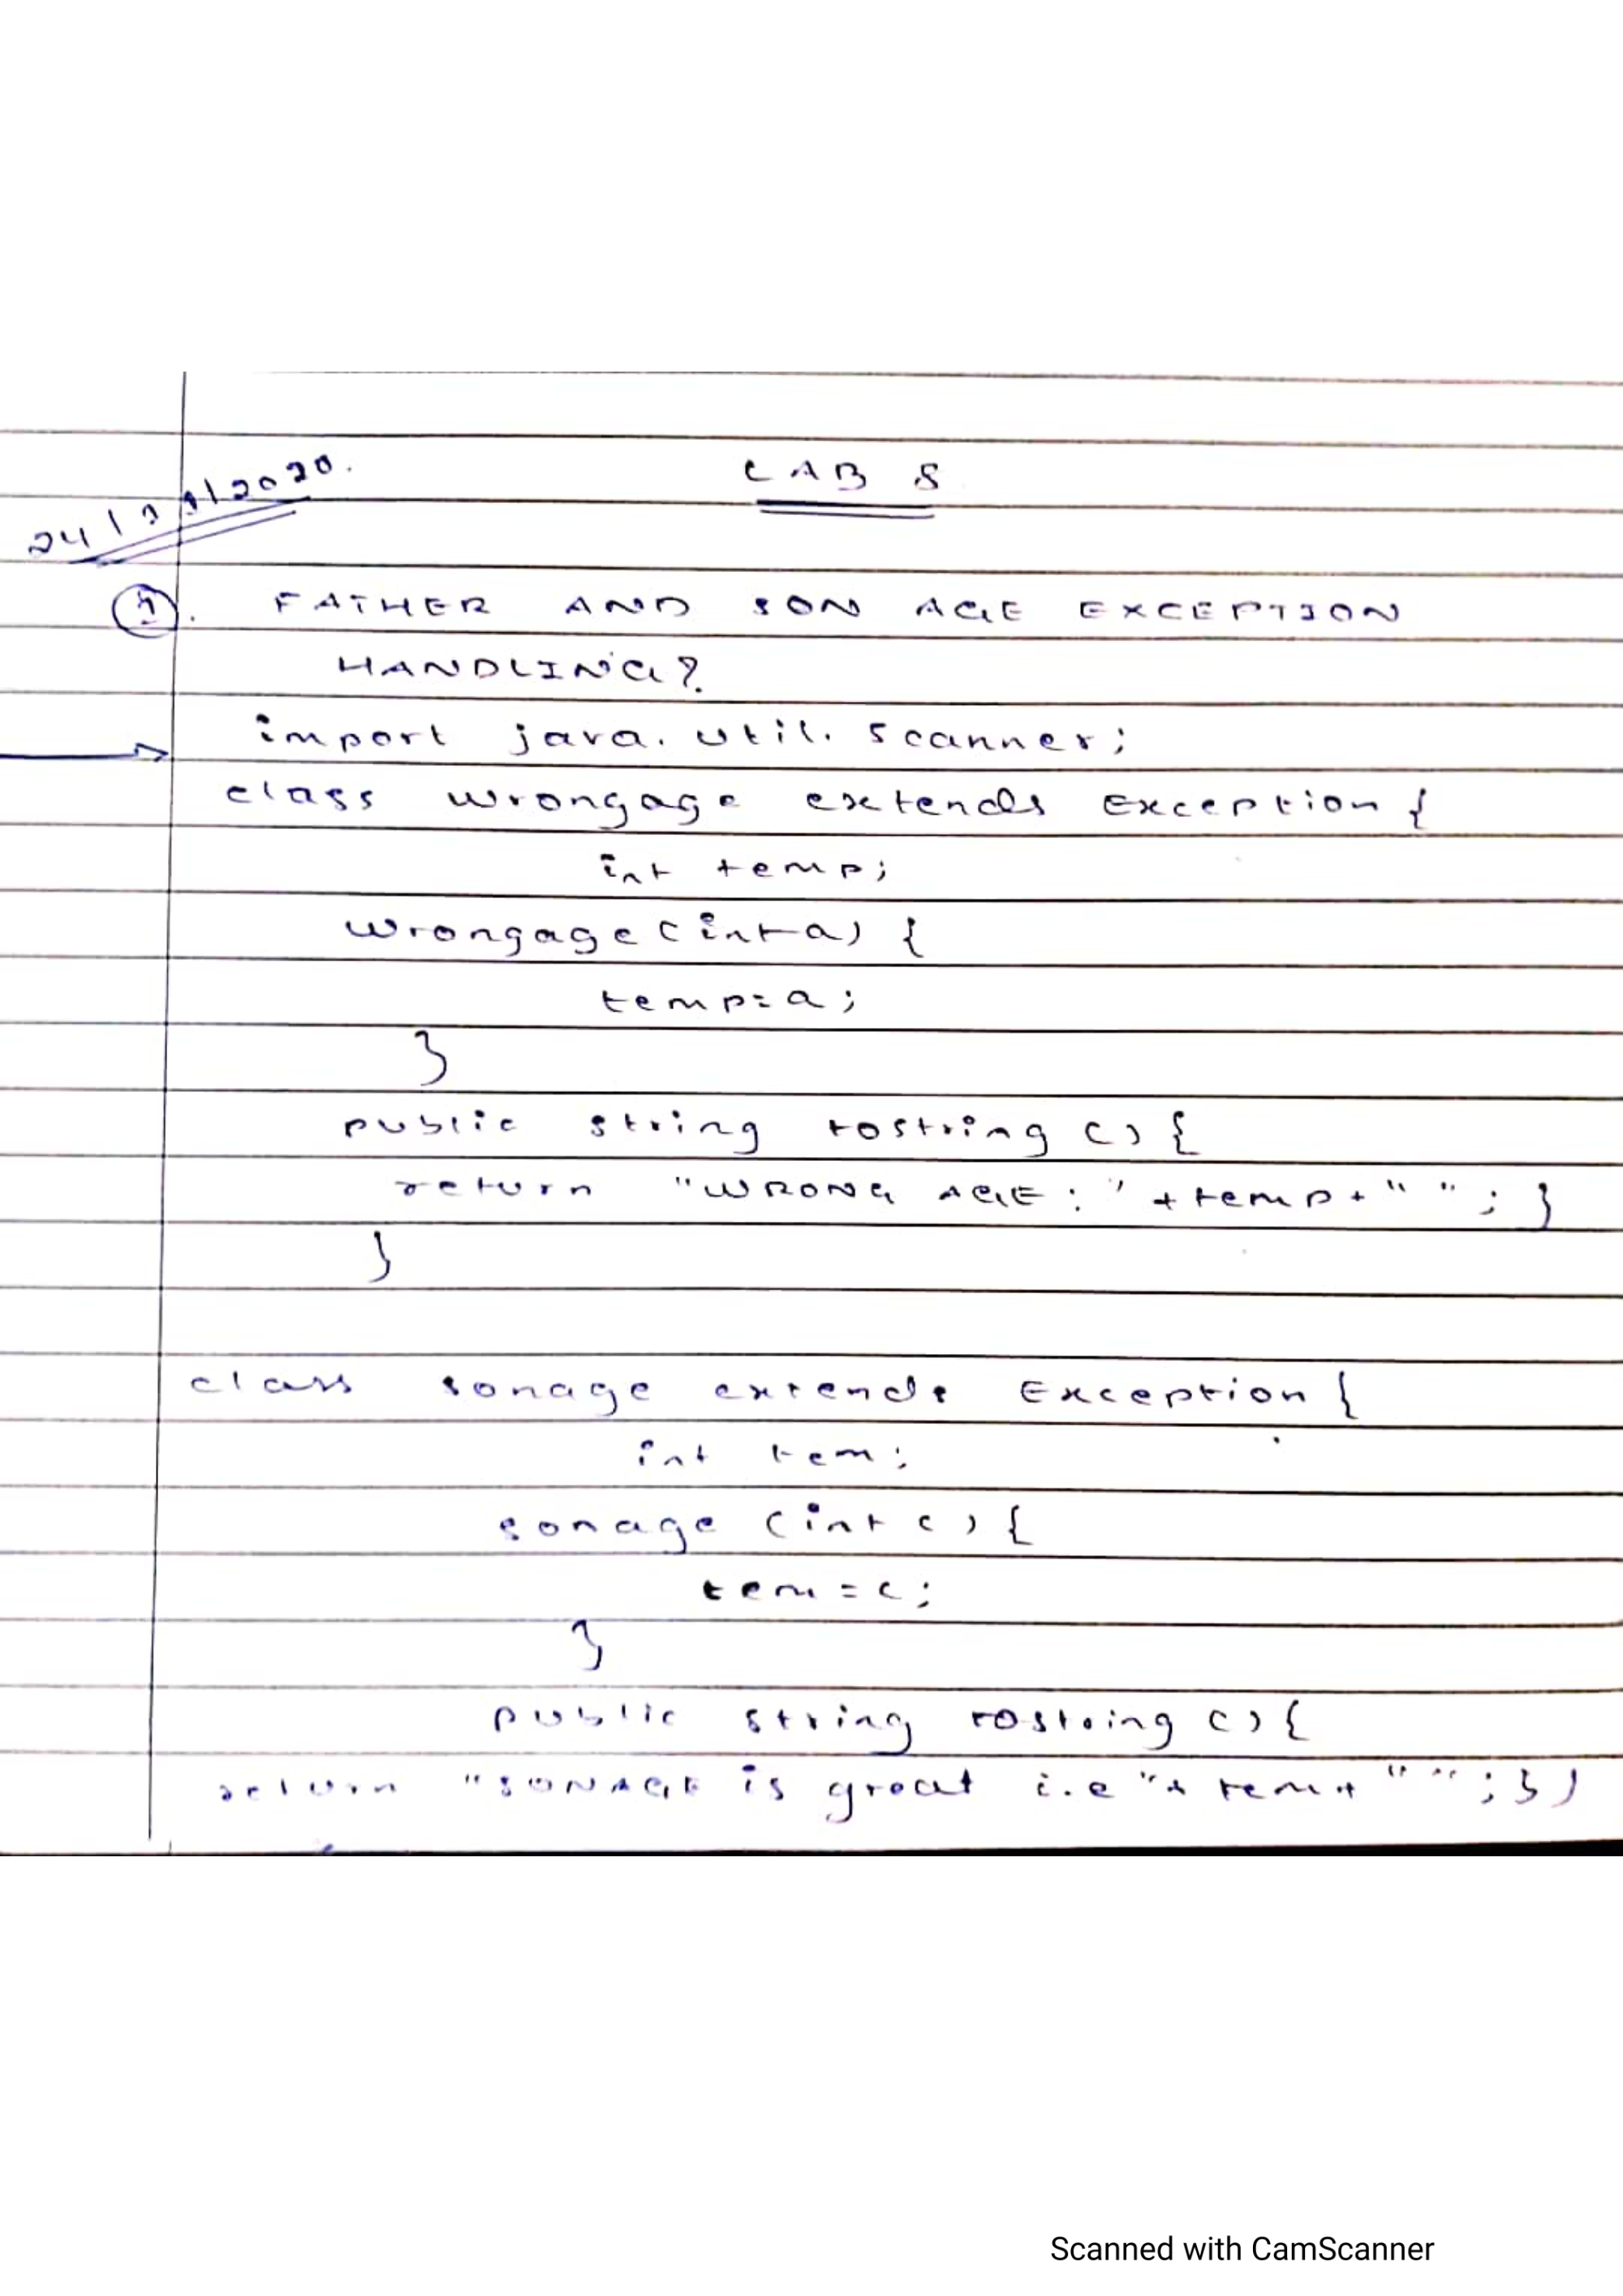 24/11/2020.
LAB 8
1. FATHER AND SON AGE EXCEPTION
HANDLING?
import java.util.Scanner;
class wrongage extends Exception {
int temp;
wrongage(int a) {
temp=a;
}
public string tostring () {
return "WRONG AGE: " + temp + " "; }
}
class sonage extends Exception {
int tem;
sonage (int c) {
tem = c;
}
public string tostring () {
return "SONAGE is great i.e "+ tem + " "; } }
Scanned with CamScanner